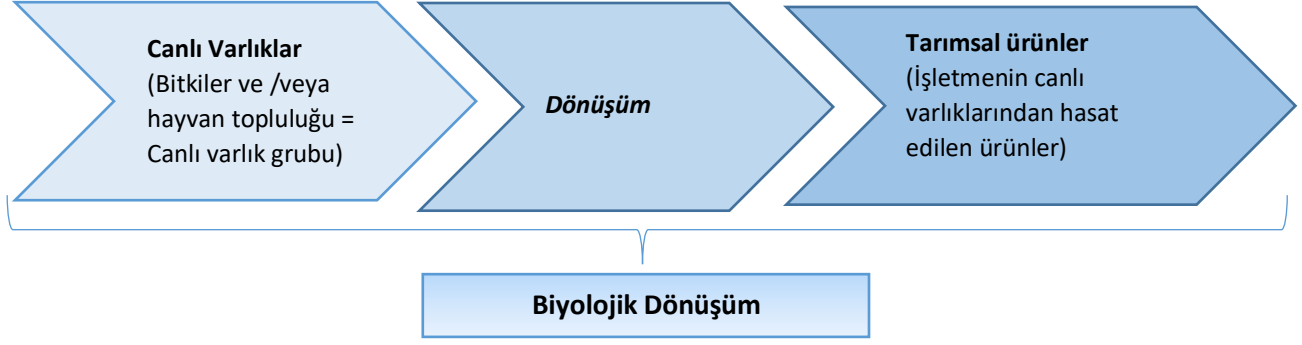 Canlı Varlıklar
(Bitkiler ve /veya
hayvan topluluğu =
Canlı varlık grubu)
Dönüşüm
Tarımsal ürünler
(İşletmenin canlı
varlıklarından hasat
edilen ürünler)
Biyolojik Dönüşüm